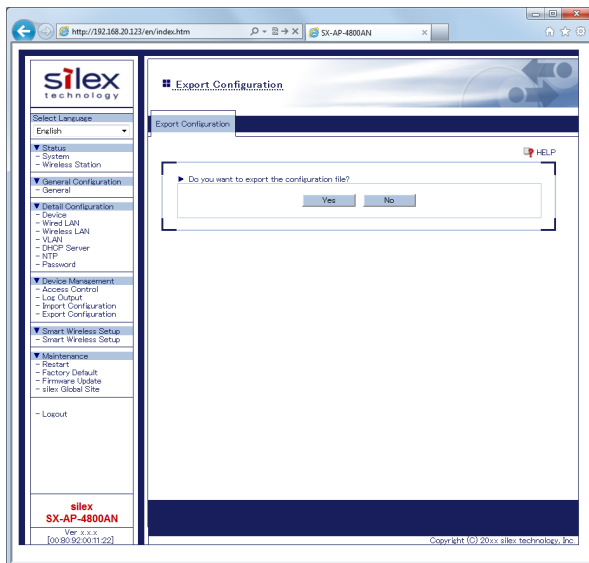 http://192.168.20.123/en/index.htm
SX-AP-4800AN
silex
technology
Select Language
English
▼ Status
- System
- Wireless Station
▼ General Configuration
- General
▼ Detail Configuration
- Device
- Wired LAN
- Wireless LAN
- VLAN
- DHCP Server
- NTP
- Password
▼ Device Management
- Access Control
- Log Output
- Import Configuration
- Export Configuration
▼ Smart Wireless Setup
- Smart Wireless Setup
▼ Maintenance
- Restart
- Factory Default
- Firmware Update
- silex Global Site
- Logout
silex
SX-AP-4800AN
Ver x.x.x
[00:80:92:00:11:22]
Export Configuration
Export Configuration
HELP
► Do you want to export the configuration file?
Yes No
Copyright (C) 20xx silex technology, Inc.